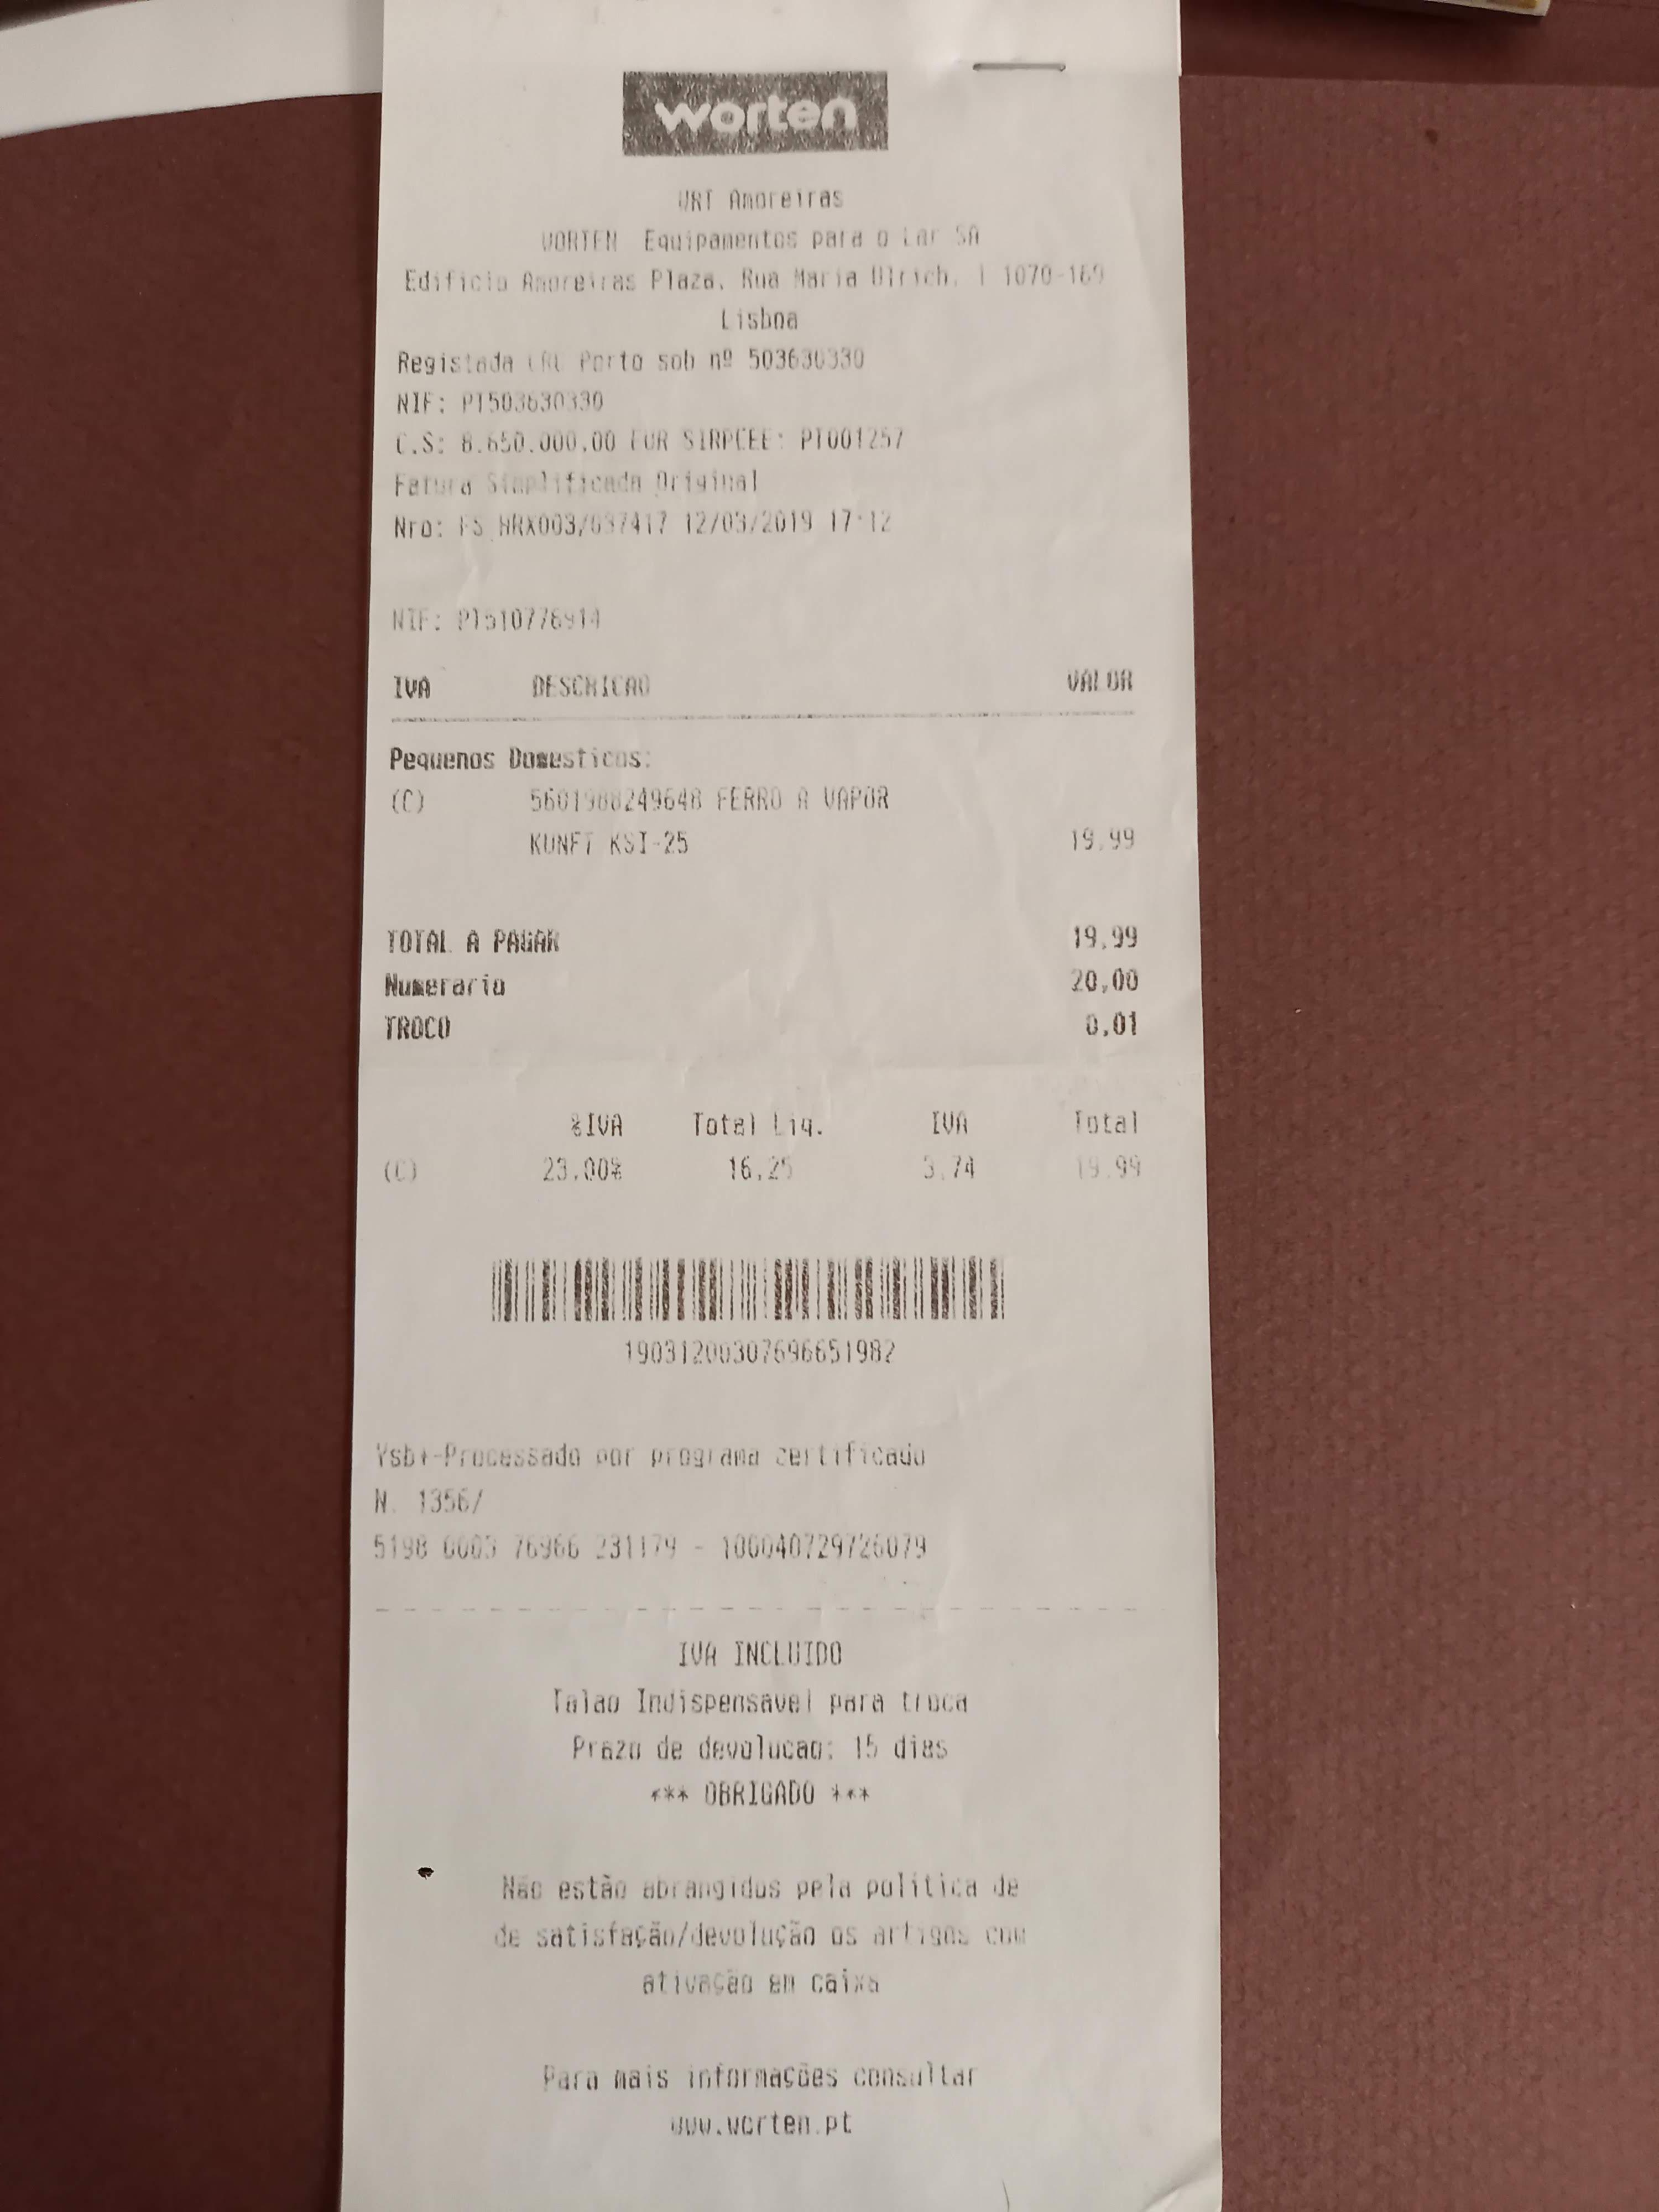 worten
WRT Amoreiras
WORTEN Equipamentos para o Lar SA
Edificio Amoreiras Plaza, Rua Maria Ulrich, 1 1070-169
Lisboa
Registada CRC Porto sob nº 503630330
NIF: PT503630330
C.S: 8.650.000,00 EUR SIRPCEE: PT001257
Fatura Simplificada Original
Nro: FS HRX003/037417 12/03/2019 17:12
NIF: PT510776914
IVA DESCRICAO VALOR
Pequenos Domesticos:
(C) 5601988249648 FERRO A VAPOR
KUNFT KSI-25 19,99
TOTAL A PAGAR 19,99
Numerario 20,00
TROCO 0,01
%IVA Total Liq. IVA Total
(C) 23,00% 16,25 3,74 19,99
19031200307696651982
Ysb+-Processado por programa certificado
N. 1356/
5198 0003 76966 231179 - 100040729726079
IVA INCLUIDO
Talao Indispensavel para troca
Prazo de devolucao: 15 dias
*** OBRIGADO ***
Não estão abrangidos pela política de
de satisfação/devolução os artigos com
ativação em caixa
Para mais informações consultar
www.worten.pt